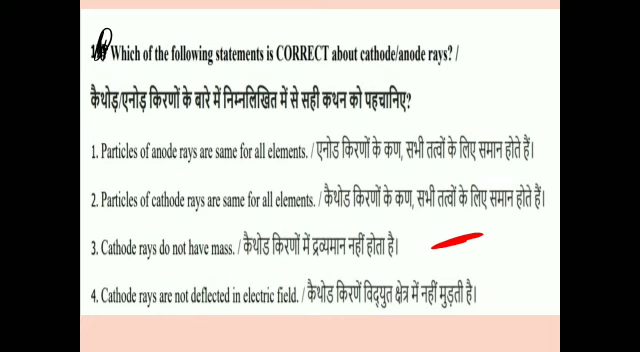 Which of the following statements is CORRECT about cathode/anode rays? /
कैथोड़/एनोड़ किरणों के बारे में निम्नलिखित में से सही कथन को पहचानिए?
1. Particles of anode rays are same for all elements. / एनोड किरणों के कण, सभी तत्वों के लिए समान होते हैं।
2. Particles of cathode rays are same for all elements. / कैथोड किरणों के कण, सभी तत्वों के लिए समान होते हैं।
3. Cathode rays do not have mass. / कैथोड किरणों में द्रव्यमान नहीं होता है।
4. Cathode rays are not deflected in electric field. / कैथोड किरणें विद्युत क्षेत्र में नहीं मुड़ती है।